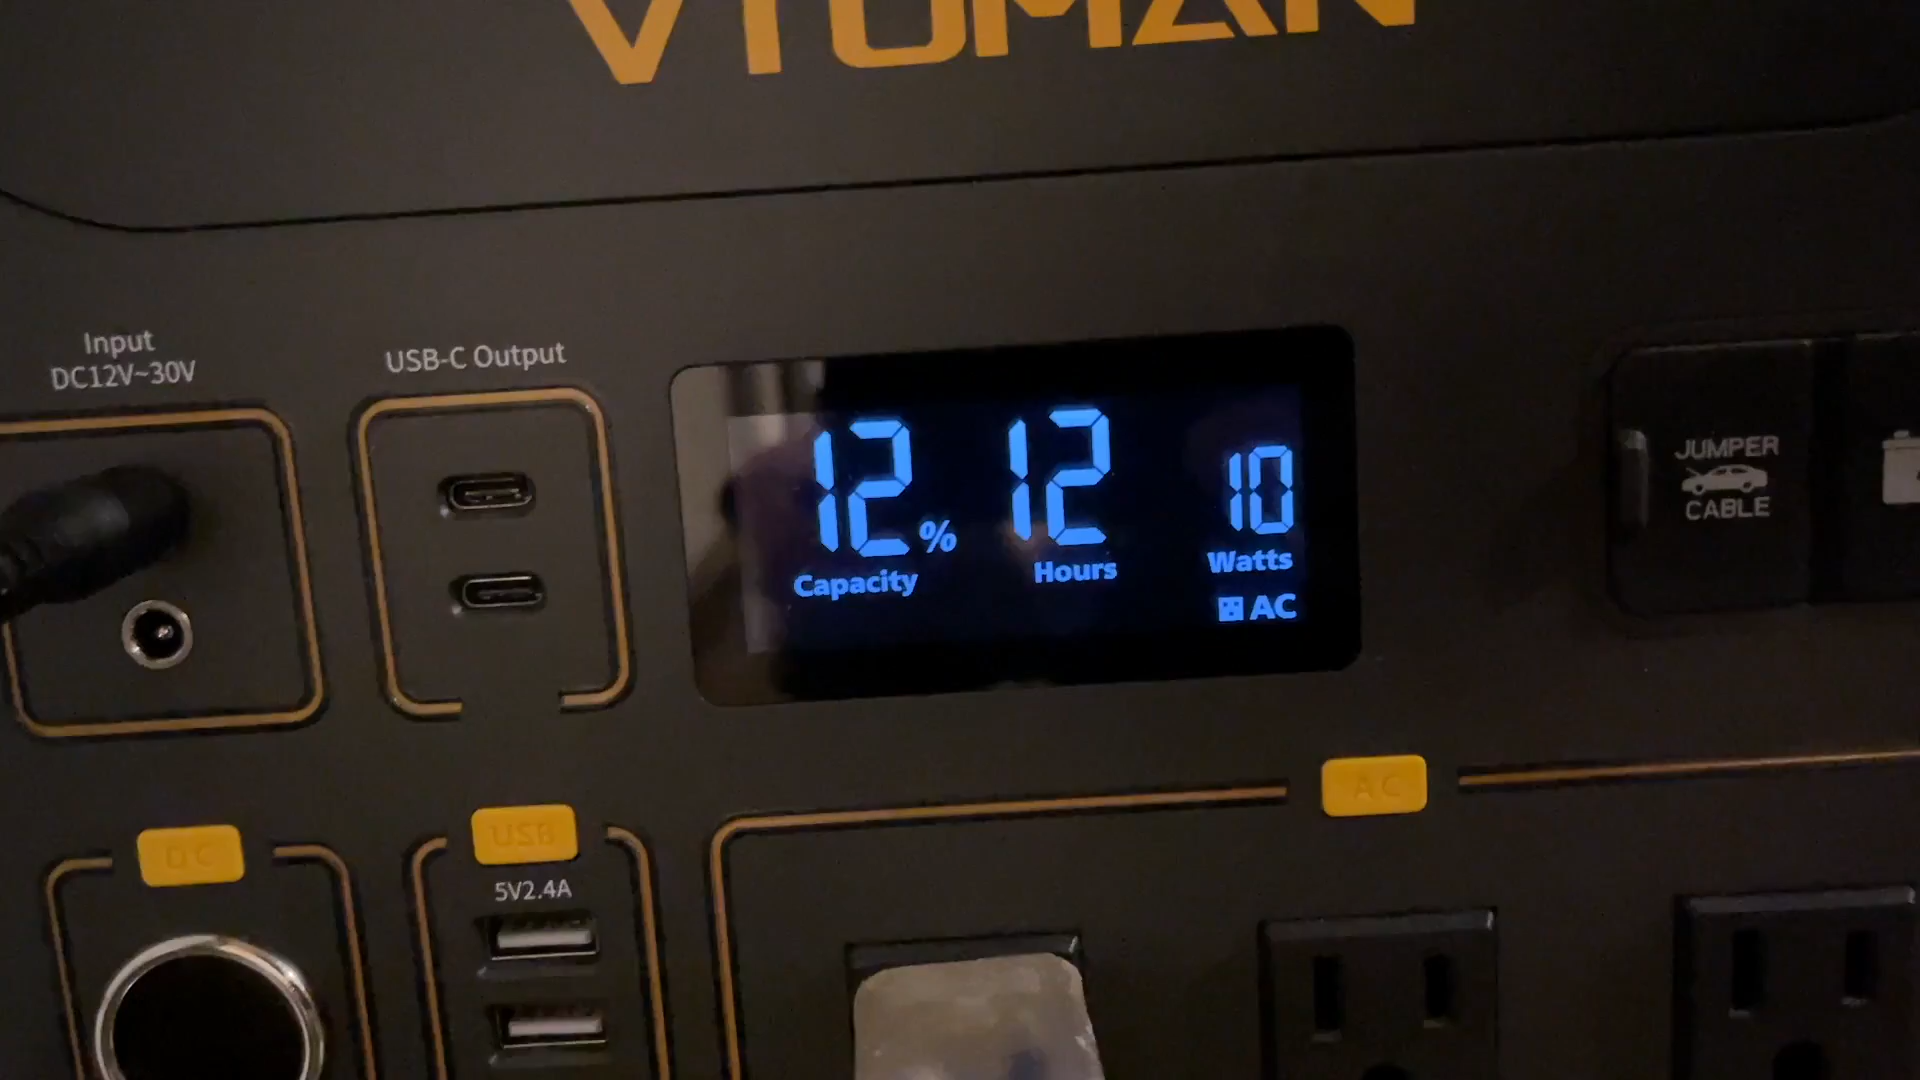 VTOMAN
Input
DC12V~30V
USB-C Output
12% 12 10
Capacity Hours Watts
AC
JUMPER
CABLE
DC
USB
AC
5V2.4A